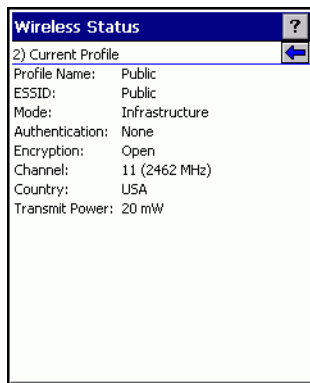 Wireless Status ?
2) Current Profile
Profile Name: Public
ESSID: Public
Mode: Infrastructure
Authentication: None
Encryption: Open
Channel: 11 (2462 MHz)
Country: USA
Transmit Power: 20 mW